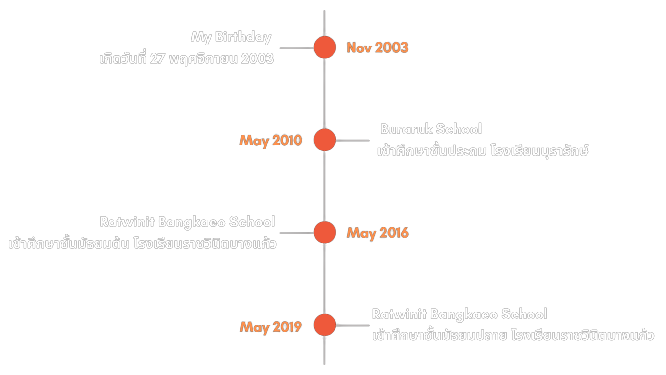 My Birthday
เกิดวันที่ 27 พฤศจิกายน 2003
Nov 2003
May 2010
Buraruk School
เข้าศึกษาชั้นประถม โรงเรียนบุรารักษ์
Ratwinit Bangkaeo School
เข้าศึกษาชั้นมัธยมต้น โรงเรียนราชวินิตบางแก้ว
May 2016
May 2019
Ratwinit Bangkaeo School
เข้าศึกษาชั้นมัธยมปลาย โรงเรียนราชวินิตบางแก้ว